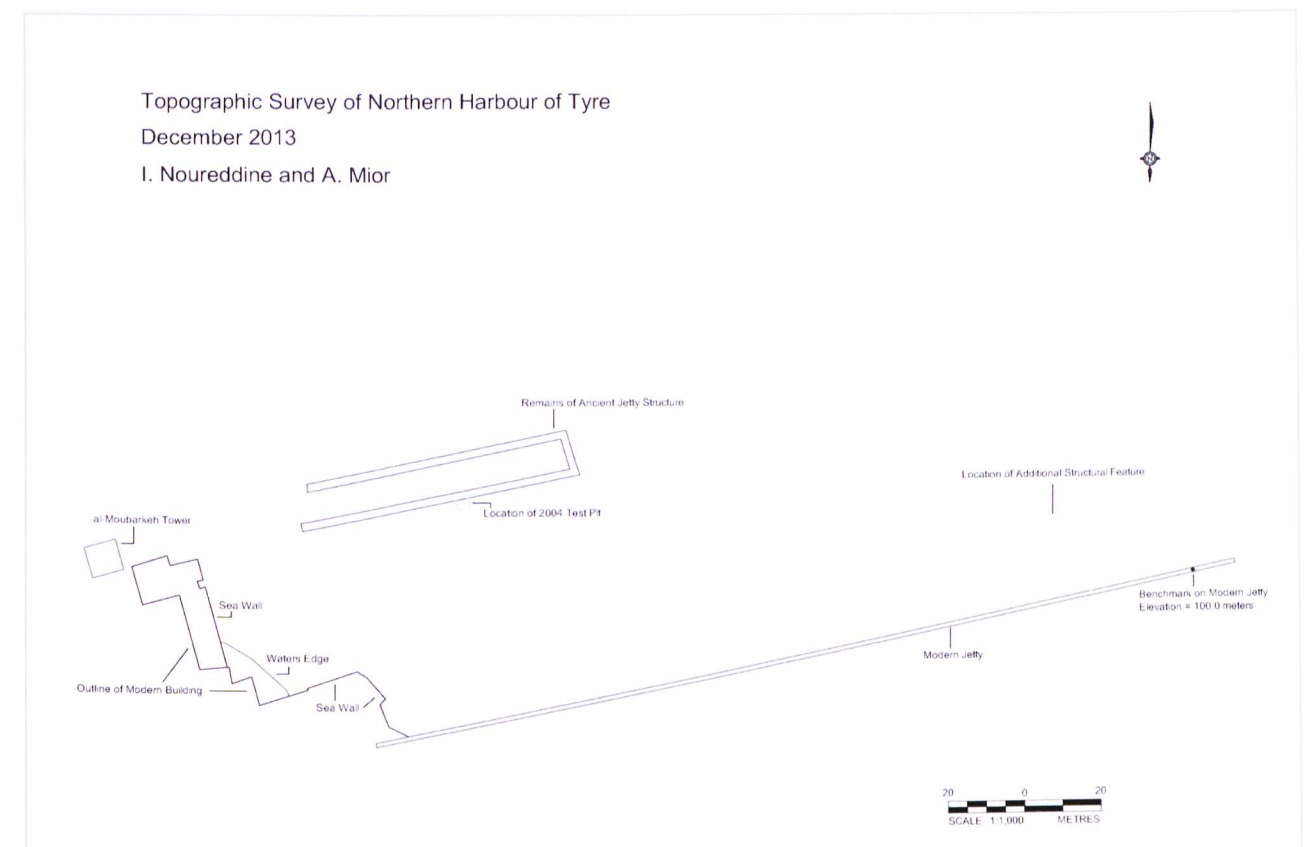 Topographic Survey of Northern Harbour of Tyre
December 2013
I. Noureddine and A. Mior
N
Remains of Ancient Jetty Structure
Location of Additional Structural Feature
Location of 2004 Test Pit
al-Moubarkeh Tower
Benchmark on Modern Jetty
Elevation = 100.0 meters
Sea Wall
Modern Jetty
Waters Edge
Outline of Modern Building
Sea Wall
20 0 20
SCALE 1:1,000 METRES